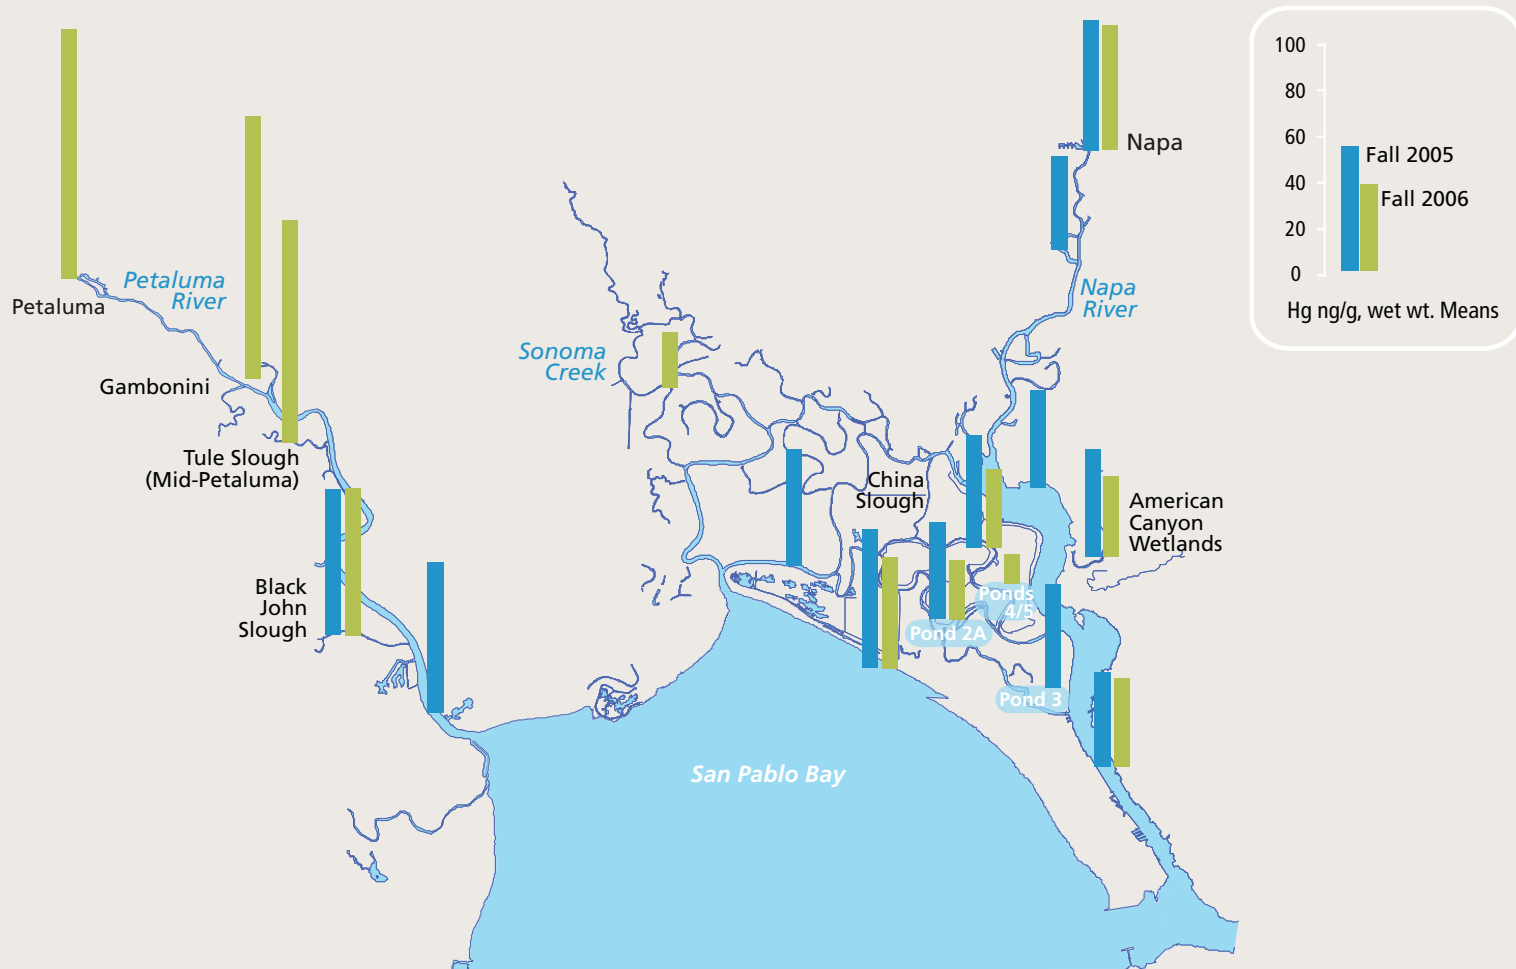 Napa
Petaluma
River
Petaluma
Napa
River
Sonoma
Creek
Gambonini
Tule Slough
(Mid-Petaluma)
China
Slough
American
Canyon
Wetlands
Black
John
Slough
Ponds
4/5
Pond 2A
Pond 3
San Pablo Bay
100
80
60
40
20
0
Fall 2005
Fall 2006
Hg ng/g, wet wt. Means